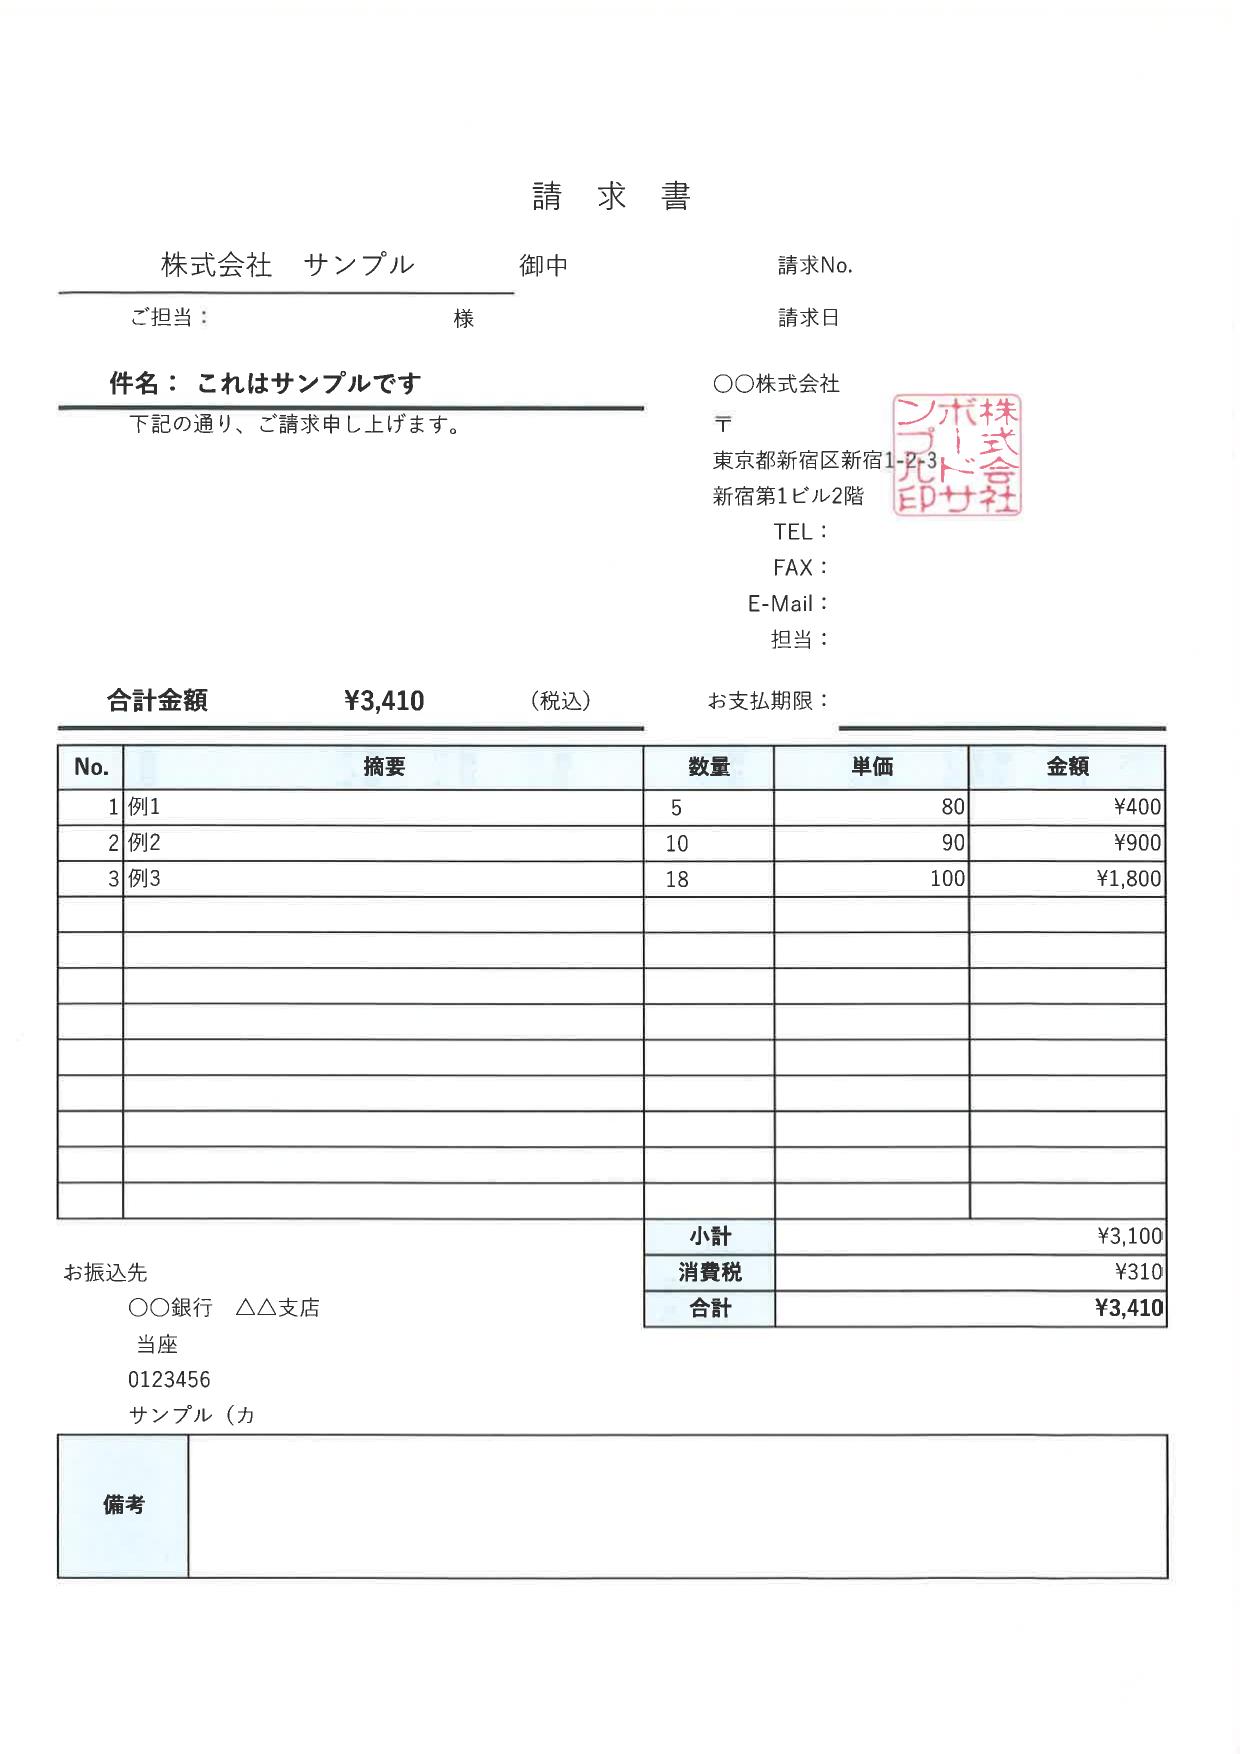 請 求 書
株式会社　サンプル　御中
請求No.
ご担当：　様
請求日
件名： これはサンプルです
下記の通り、ご請求申し上げます。
〇〇株式会社
〒
東京都新宿区新宿1-2-3
新宿第1ビル2階
TEL：
FAX：
E-Mail：
担当：
株式会社
ボードサ
ンプル印
合計金額　¥3,410　（税込）
お支払期限：
No.　摘要　数量　単価　金額
1　例1　5　80　¥400
2　例2　10　90　¥900
3　例3　18　100　¥1,800
小計　¥3,100
消費税　¥310
合計　¥3,410
お振込先
〇〇銀行　△△支店
当座
0123456
サンプル（カ
備考